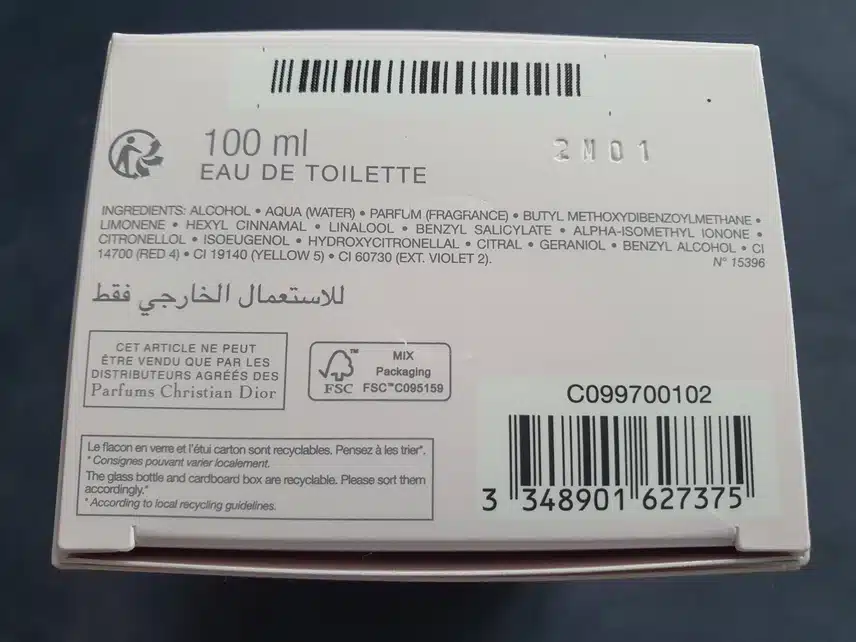 100 ml
EAU DE TOILETTE
2M01
INGREDIENTS: ALCOHOL • AQUA (WATER) • PARFUM (FRAGRANCE) • BUTYL METHOXYDIBENZOYLMETHANE •
LIMONENE • HEXYL CINNAMAL • LINALOOL • BENZYL SALICYLATE • ALPHA-ISOMETHYL IONONE •
CITRONELLOL • ISOEUGENOL • HYDROXYCITRONELLAL • CITRAL • GERANIOL • BENZYL ALCOHOL • CI
14700 (RED 4) • CI 19140 (YELLOW 5) • CI 60730 (EXT. VIOLET 2).
N° 15396
للاستعمال الخارجي فقط
CET ARTICLE NE PEUT
ÊTRE VENDU QUE PAR LES
DISTRIBUTEURS AGRÉÉS DES
Parfums Christian Dior
FSC
MIX
Packaging
FSC™C095159
Le flacon en verre et l'étui carton sont recyclables. Pensez à les trier*.
* Consignes pouvant varier localement.
The glass bottle and cardboard box are recyclable. Please sort them
accordingly.*
* According to local recycling guidelines.
C099700102
3 348901 627375